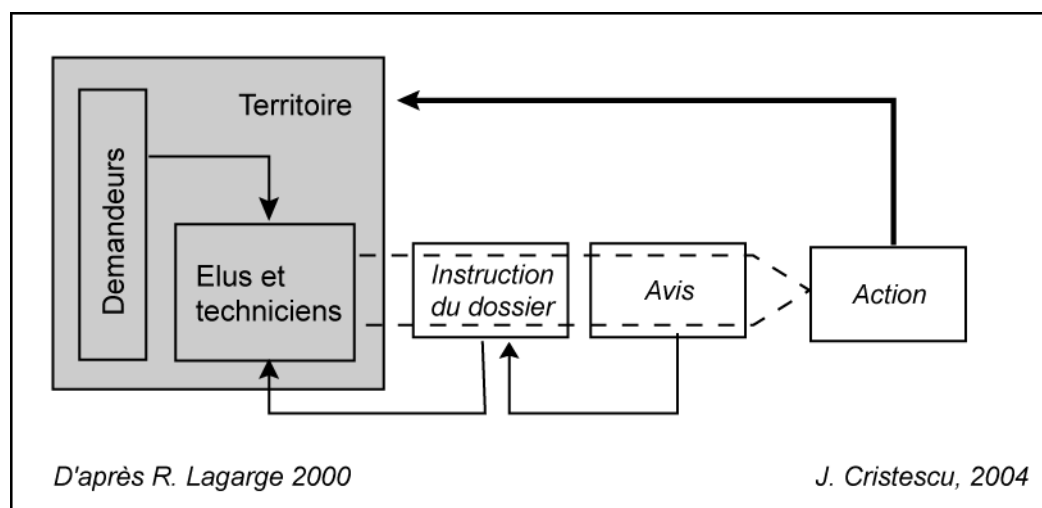 Territoire
Demandeurs
Elus et
techniciens
Instruction
du dossier
Avis
Action
D'après R. Lagarge 2000
J. Cristescu, 2004